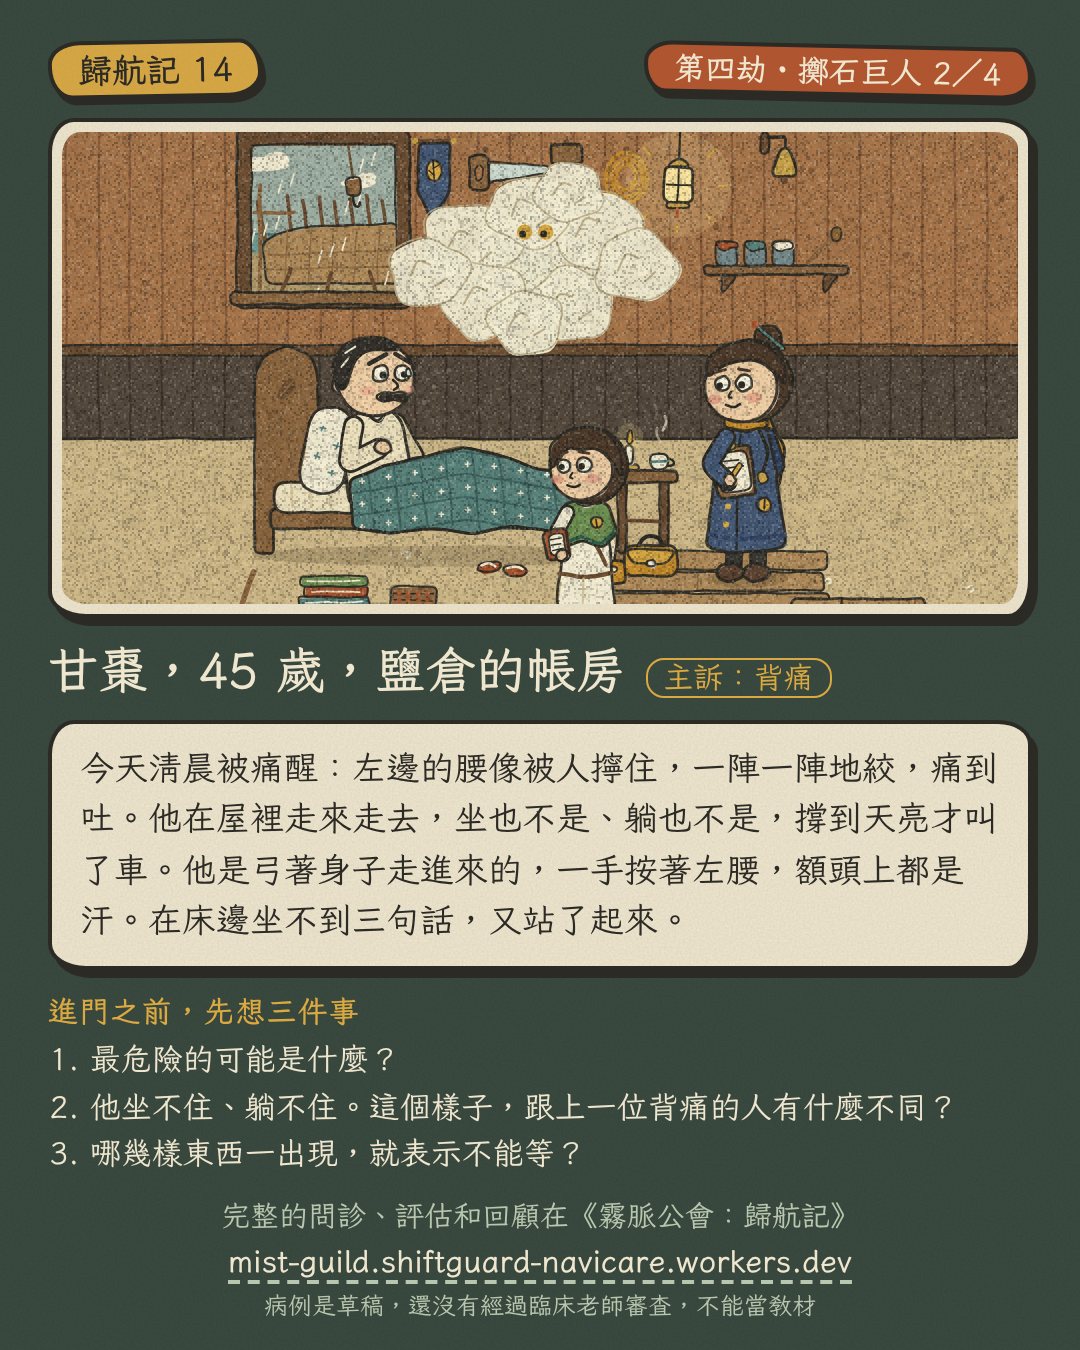 歸航記 14
第四劫・擲石巨人 2／4
甘棗，45 歲，鹽倉的帳房
主訴：背痛
今天清晨被痛醒：左邊的腰像被人擰住，一陣一陣地絞，痛到
吐。他在屋裡走來走去，坐也不是、躺也不是，撐到天亮才叫
了車。他是弓著身子走進來的，一手按著左腰，額頭上都是
汗。在床邊坐不到三句話，又站了起來。
進門之前，先想三件事
1. 最危險的可能是什麼？
2. 他坐不住、躺不住。這個樣子，跟上一位背痛的人有什麼不同？
3. 哪幾樣東西一出現，就表示不能等？
完整的問診、評估和回顧在《霧脈公會：歸航記》
mist-guild.shiftguard-navicare.workers.dev
病例是草稿，還沒有經過臨床老師審查，不能當教材